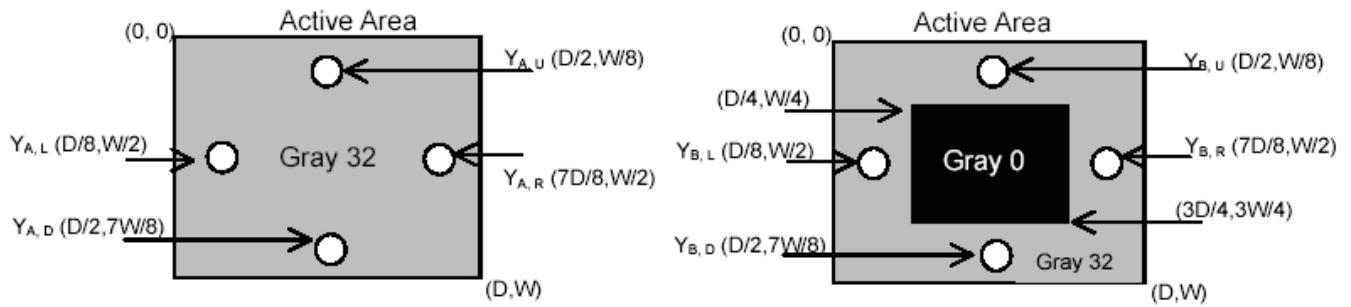 Active Area
(0, 0)
Y_A, U (D/2,W/8)
Y_A, L (D/8,W/2)
Gray 32
Y_A, R (7D/8,W/2)
Y_A, D (D/2,7W/8)
(D,W)
Active Area
(0, 0)
Y_B, U (D/2,W/8)
(D/4,W/4)
Y_B, L (D/8,W/2)
Gray 0
Y_B, R (7D/8,W/2)
(3D/4,3W/4)
Y_B, D (D/2,7W/8)
Gray 32
(D,W)